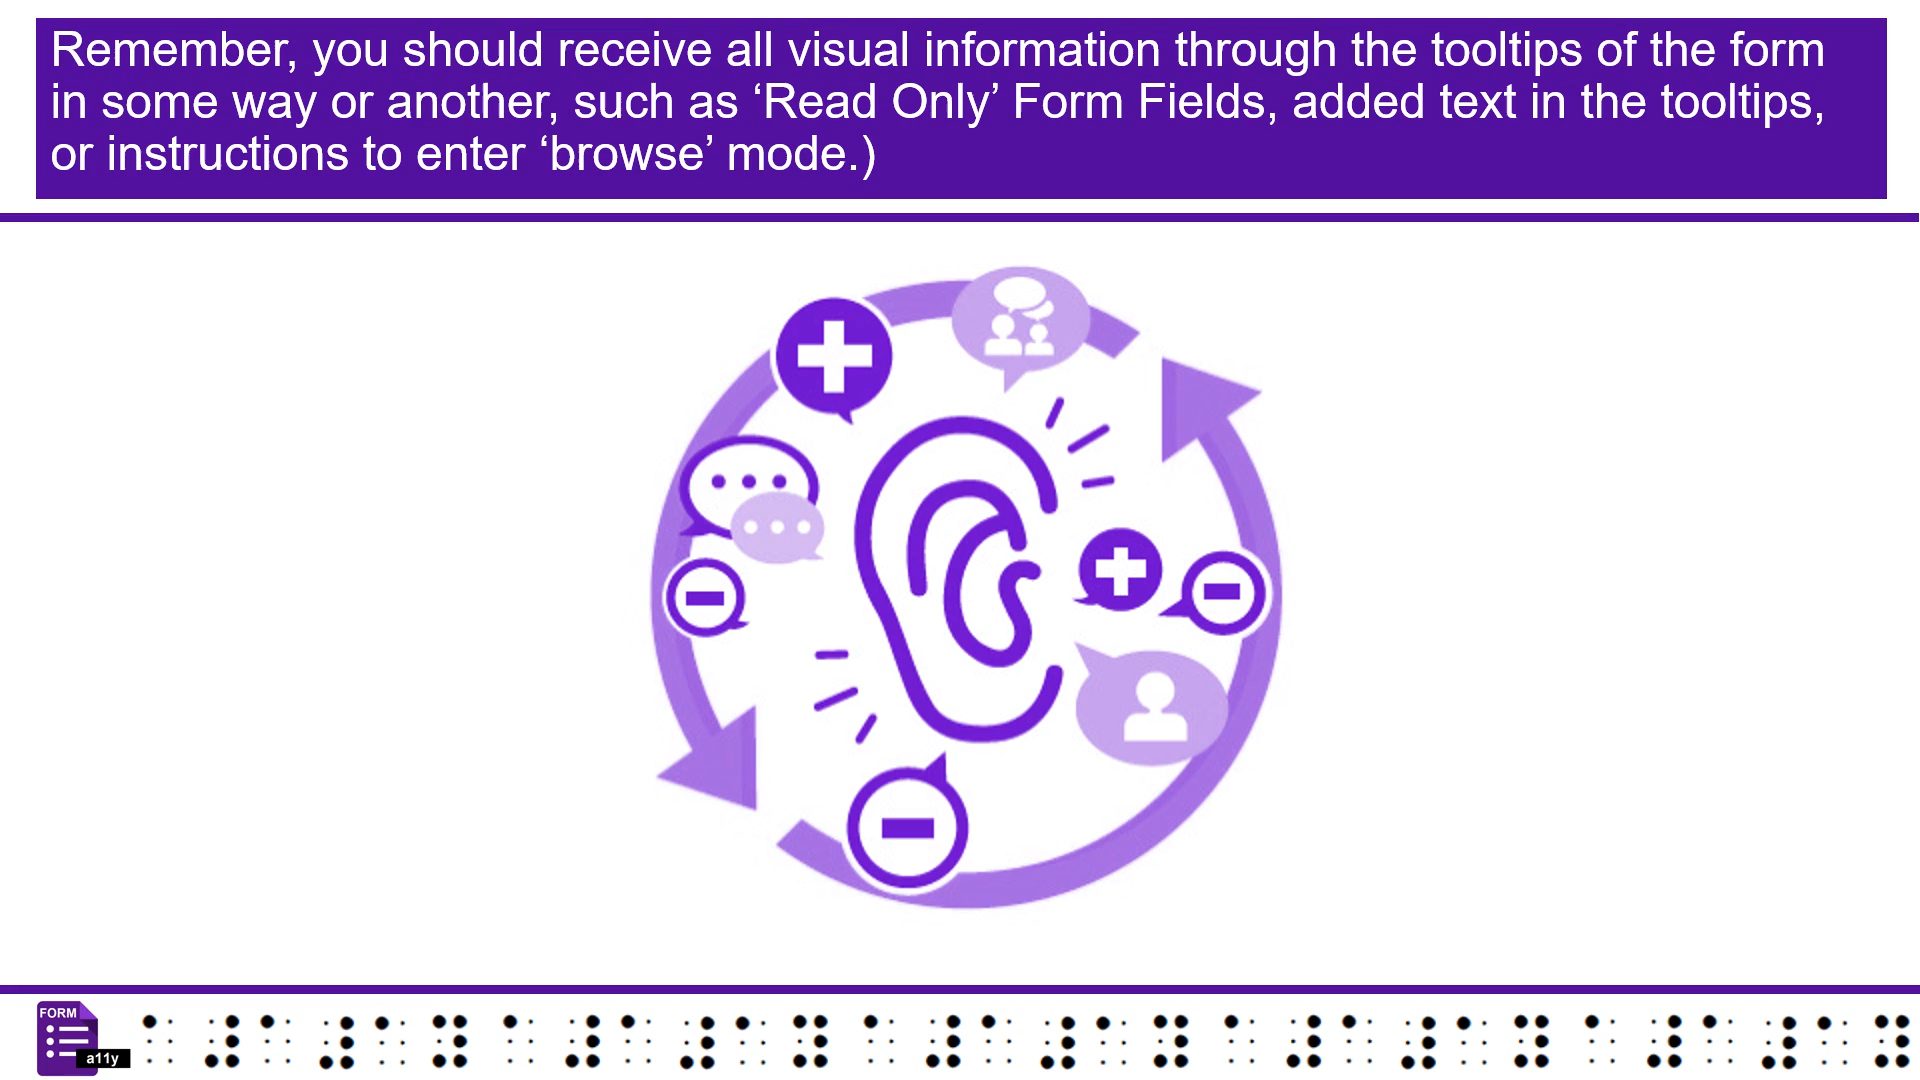 Remember, you should receive all visual information through the tooltips of the form
in some way or another, such as ‘Read Only’ Form Fields, added text in the tooltips,
or instructions to enter ‘browse’ mode.)
FORM
a11y